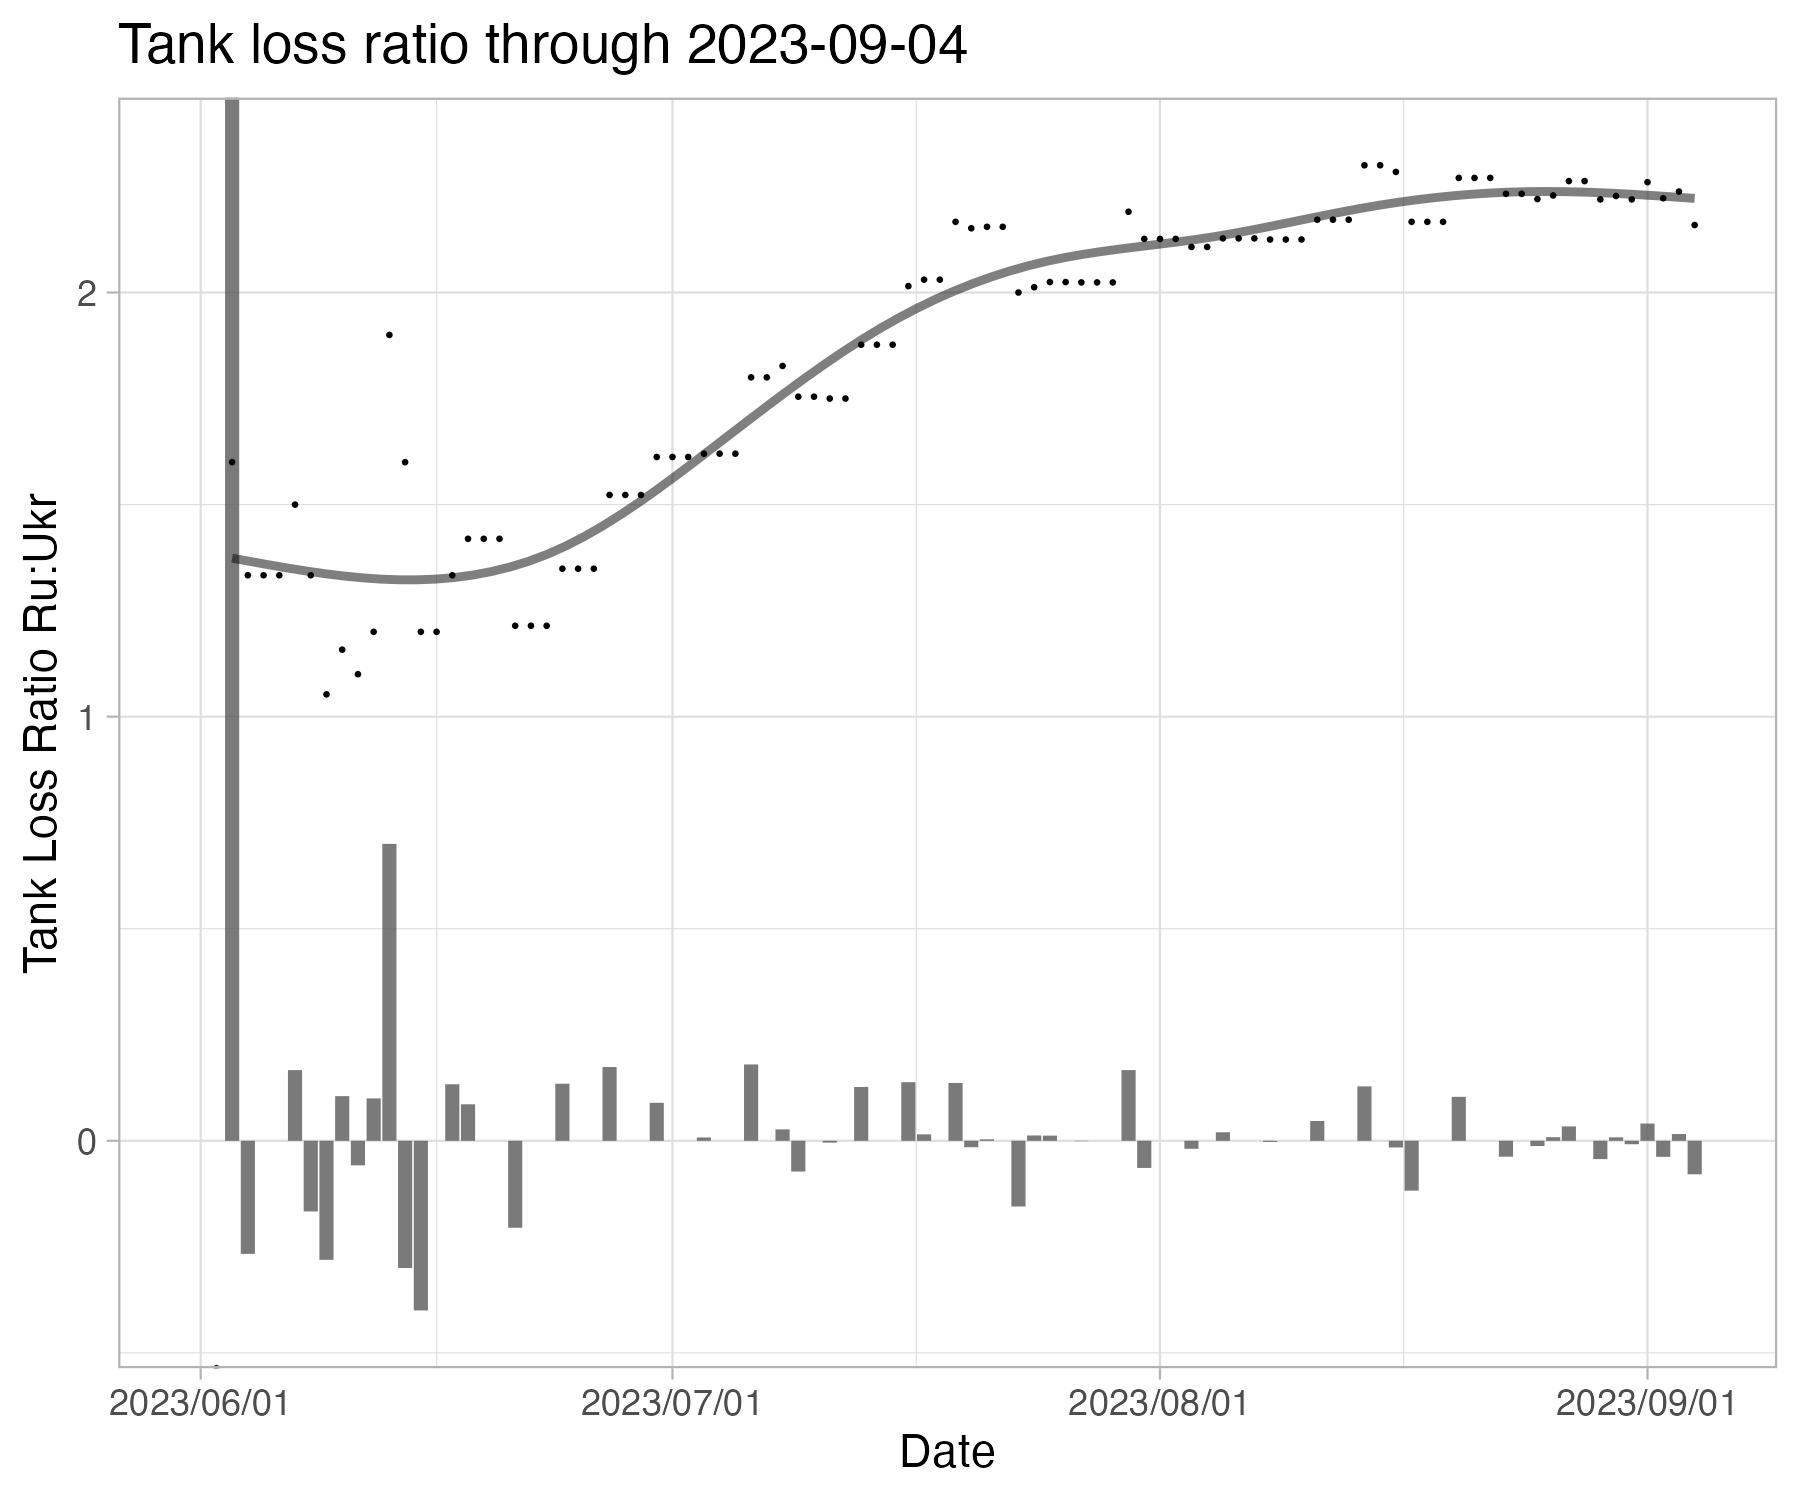 Tank loss ratio through 2023-09-04
Tank Loss Ratio Ru:Ukr
2
1
0
2023/06/01
2023/07/01
2023/08/01
2023/09/01
Date